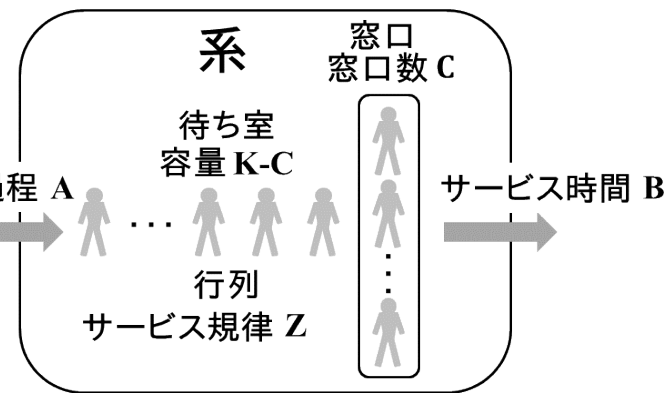 系
窓口
窓口数 C
待ち室
容量 K-C
程 A
サービス時間 B
行列
サービス規律 Z